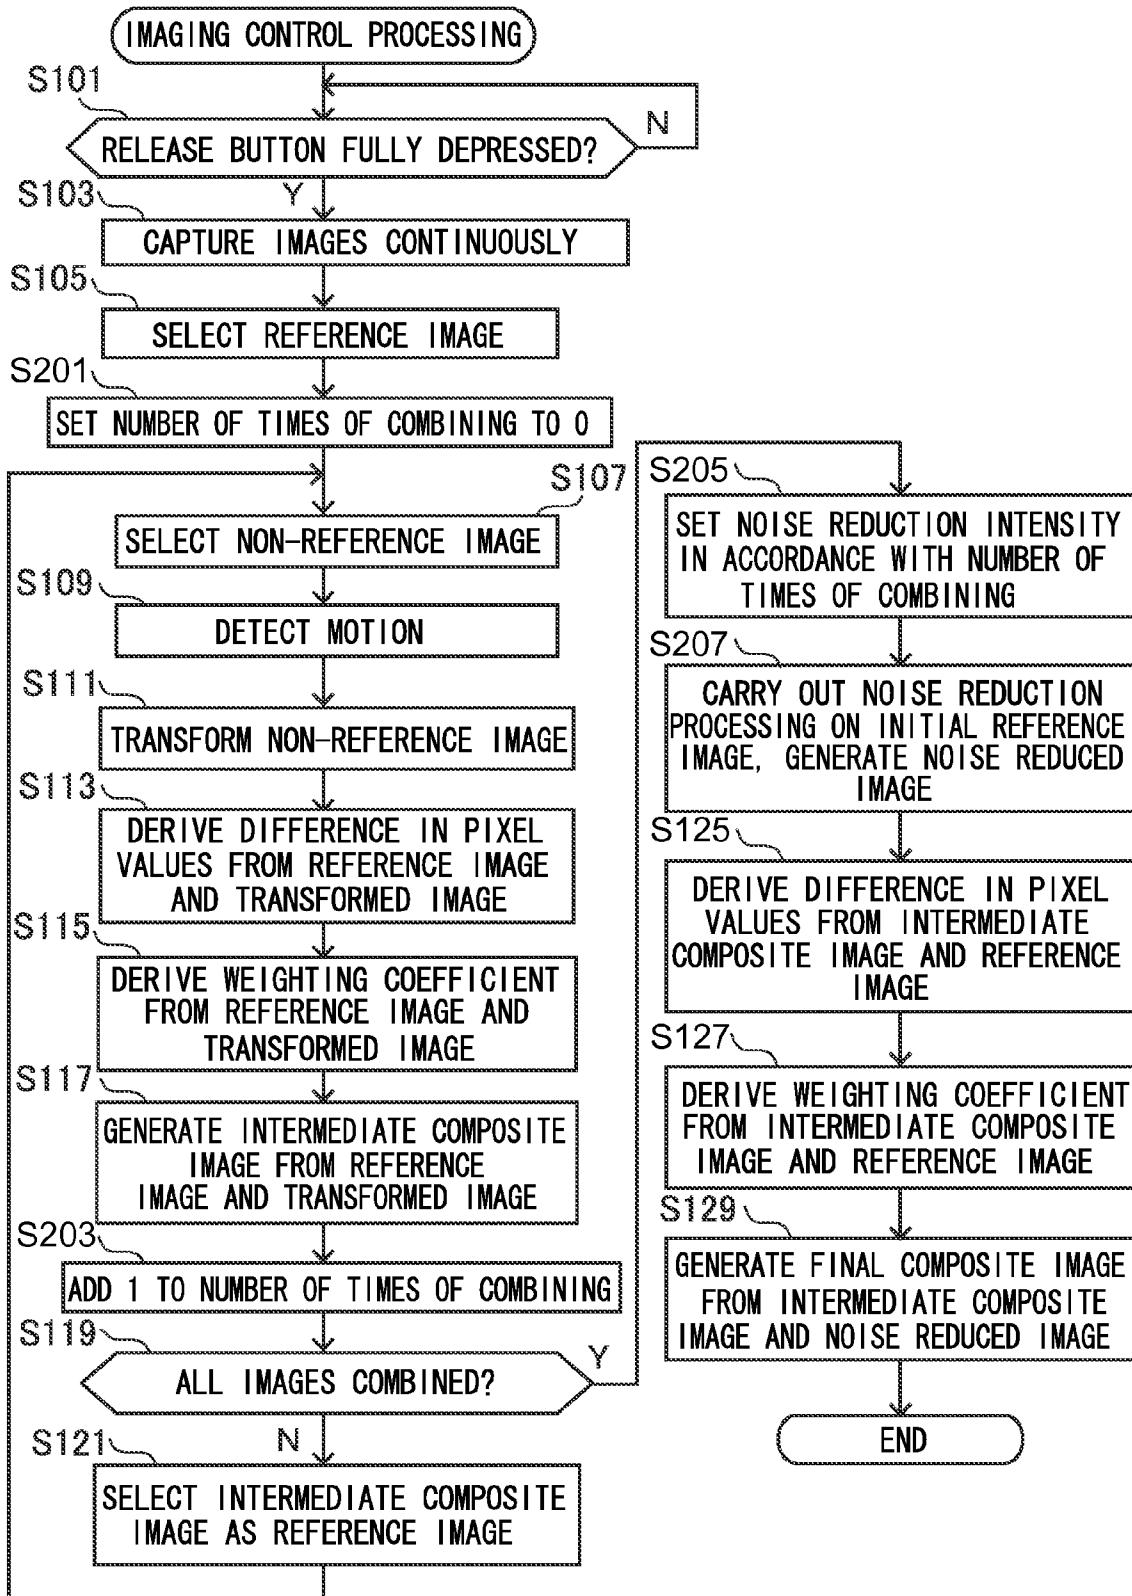 IMAGING CONTROL PROCESSING
S101
N
RELEASE BUTTON FULLY DEPRESSED?
Y
S103
CAPTURE IMAGES CONTINUOUSLY
S105
SELECT REFERENCE IMAGE
S201
SET NUMBER OF TIMES OF COMBINING TO 0
S107
SELECT NON-REFERENCE IMAGE
S109
DETECT MOTION
S111
TRANSFORM NON-REFERENCE IMAGE
S113
DERIVE DIFFERENCE IN PIXEL
VALUES FROM REFERENCE IMAGE
AND TRANSFORMED IMAGE
S115
DERIVE WEIGHTING COEFFICIENT
FROM REFERENCE IMAGE AND
TRANSFORMED IMAGE
S117
GENERATE INTERMEDIATE COMPOSITE
IMAGE FROM REFERENCE
IMAGE AND TRANSFORMED IMAGE
S203
ADD 1 TO NUMBER OF TIMES OF COMBINING
S119
Y
ALL IMAGES COMBINED?
N
S121
SELECT INTERMEDIATE COMPOSITE
IMAGE AS REFERENCE IMAGE
S205
SET NOISE REDUCTION INTENSITY
IN ACCORDANCE WITH NUMBER OF
TIMES OF COMBINING
S207
CARRY OUT NOISE REDUCTION
PROCESSING ON INITIAL REFERENCE
IMAGE, GENERATE NOISE REDUCED
IMAGE
S125
DERIVE DIFFERENCE IN PIXEL
VALUES FROM INTERMEDIATE
COMPOSITE IMAGE AND REFERENCE
IMAGE
S127
DERIVE WEIGHTING COEFFICIENT
FROM INTERMEDIATE COMPOSITE
IMAGE AND REFERENCE IMAGE
S129
GENERATE FINAL COMPOSITE IMAGE
FROM INTERMEDIATE COMPOSITE
IMAGE AND NOISE REDUCED IMAGE
END